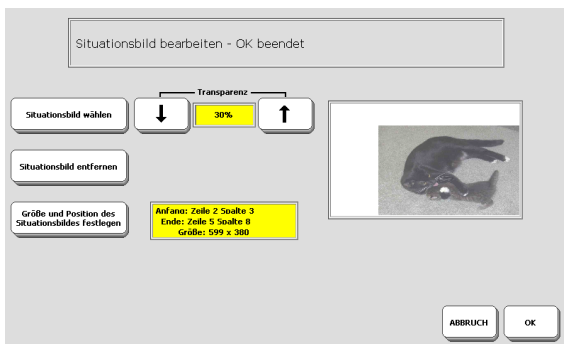 Situationsbild bearbeiten - OK beendet
Transparenz
Situationsbild wählen
30%
Situationsbild entfernen
Größe und Position des
Situationsbildes festlegen
Anfang: Zeile 2 Spalte 3
Ende: Zeile 5 Spalte 8
Größe: 599 x 380
ABBRUCH
OK